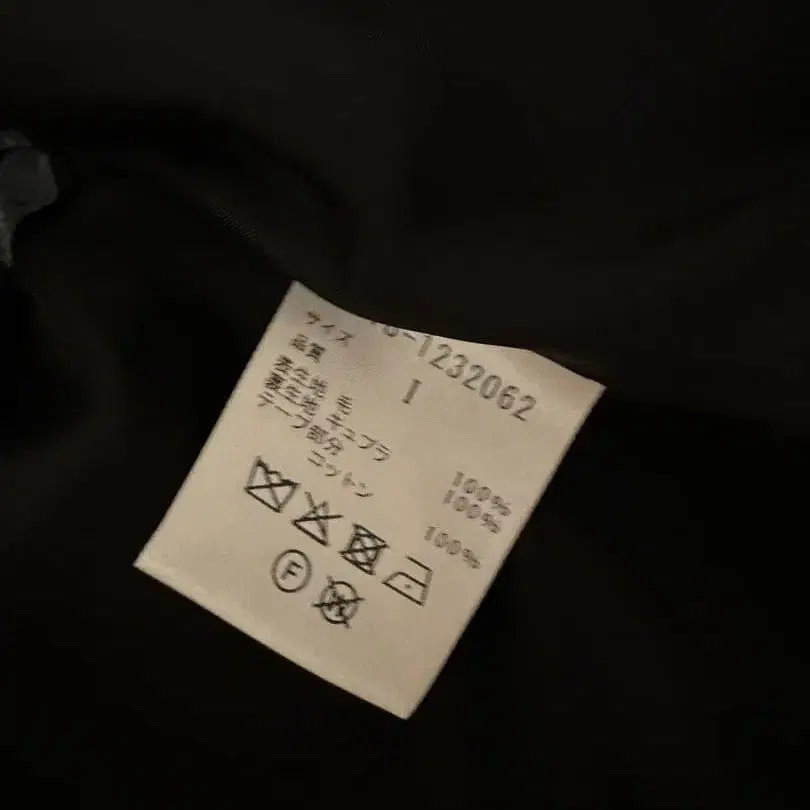 -1232062
サイズ I
品質
表生地 毛 100%
裏生地 キュプラ 100%
テープ部分
コットン 100%
F
W